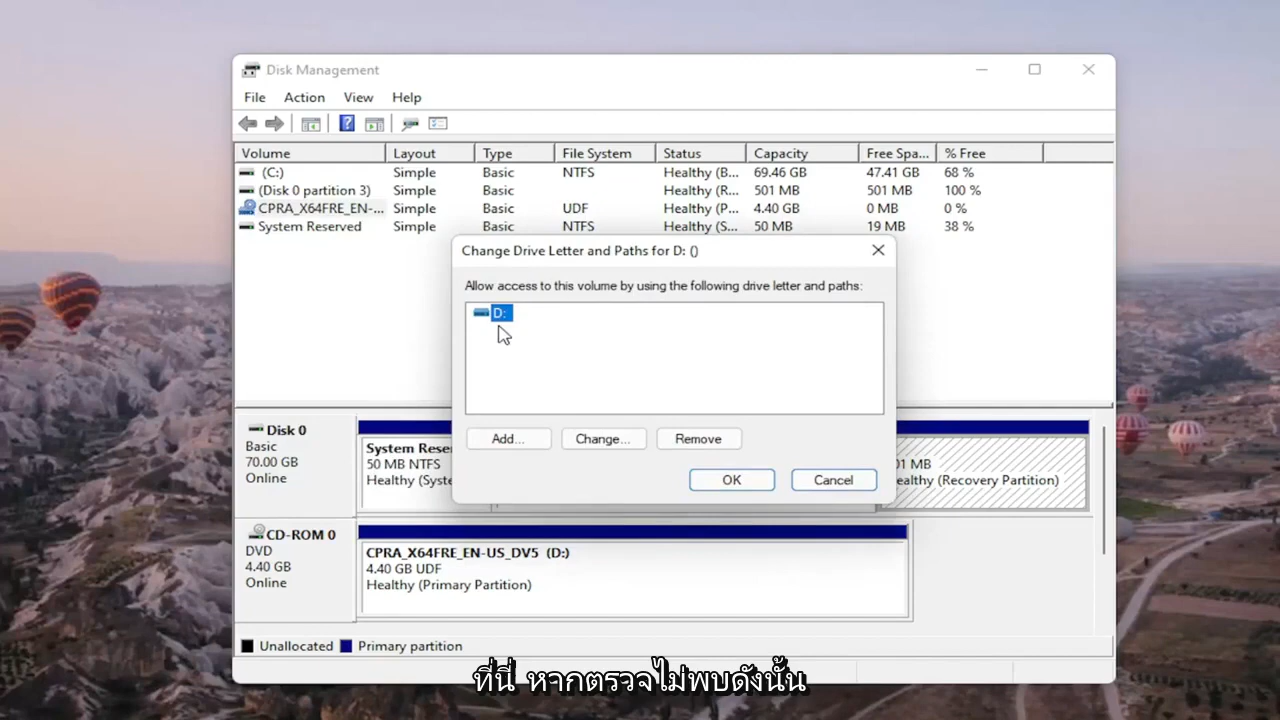 Disk Management
File Action View Help
Volume Layout Type File System Status Capacity Free Spa... % Free
(C:) Simple Basic NTFS Healthy (B... 69.46 GB 47.41 GB 68 %
(Disk 0 partition 3) Simple Basic Healthy (R... 501 MB 501 MB 100 %
CPRA_X64FRE_EN-... Simple Basic UDF Healthy (P... 4.40 GB 0 MB 0 %
System Reserved Simple Basic NTFS Healthy (S... 50 MB 19 MB 38 %
Change Drive Letter and Paths for D: ()
Allow access to this volume by using the following drive letter and paths:
D:
Add... Change... Remove
OK Cancel
Disk 0
Basic
70.00 GB
Online
System Rese
50 MB NTFS
Healthy (Syste
01 MB
ealthy (Recovery Partition)
CD-ROM 0
DVD
4.40 GB
Online
CPRA_X64FRE_EN-US_DV5 (D:)
4.40 GB UDF
Healthy (Primary Partition)
Unallocated Primary partition
ที่นี่ หากตรวจไม่พบดังนั้น